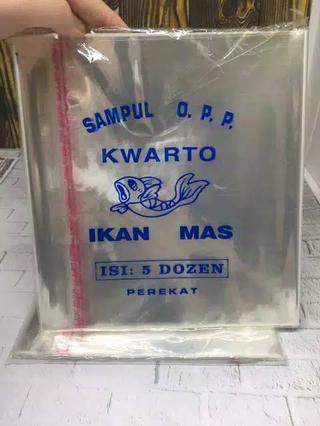 SAMPUL O. P. P.
KWARTO
IKAN MAS
ISI: 5 DOZEN
PEREKAT